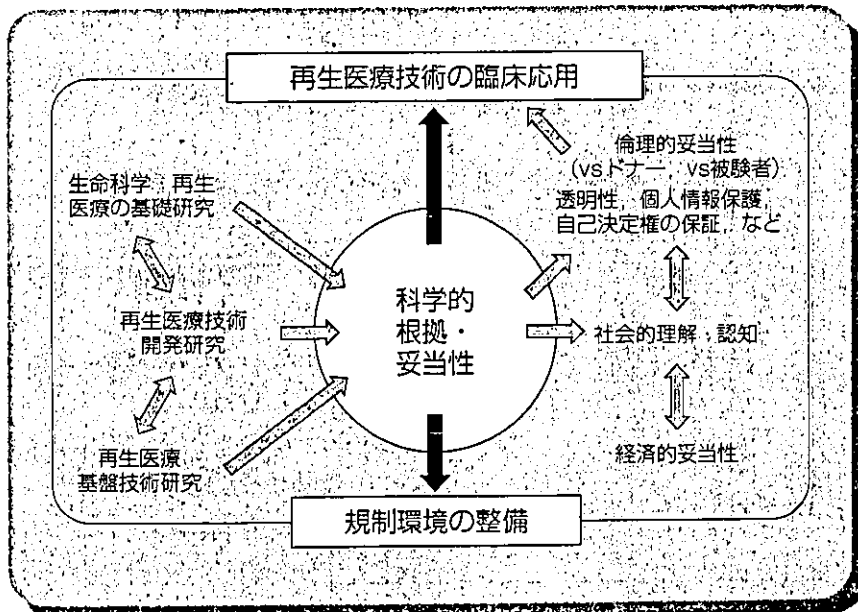 再生医療技術の臨床応用
生命科学・再生
医療の基礎研究
再生医療技術
開発研究
再生医療
基盤技術研究
科学的
根拠・
妥当性
倫理的妥当性
(vsドナー, vs被験者)
透明性, 個人情報保護,
自己決定権の保証, など
社会的理解・認知
経済的妥当性
規制環境の整備